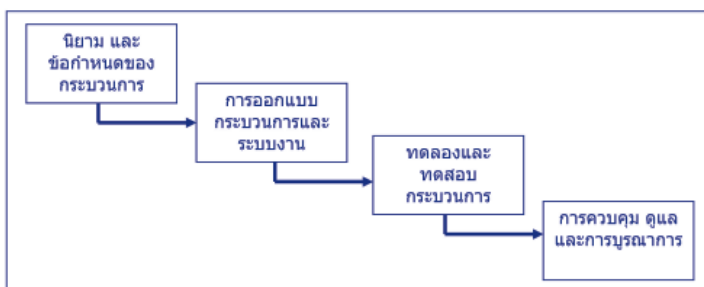 นิยาม และ
ข้อกำหนดของ
กระบวนการ
การออกแบบ
กระบวนการและ
ระบบงาน
ทดลองและ
ทดสอบ
กระบวนการ
การควบคุม ดูแล
และการบูรณาการ